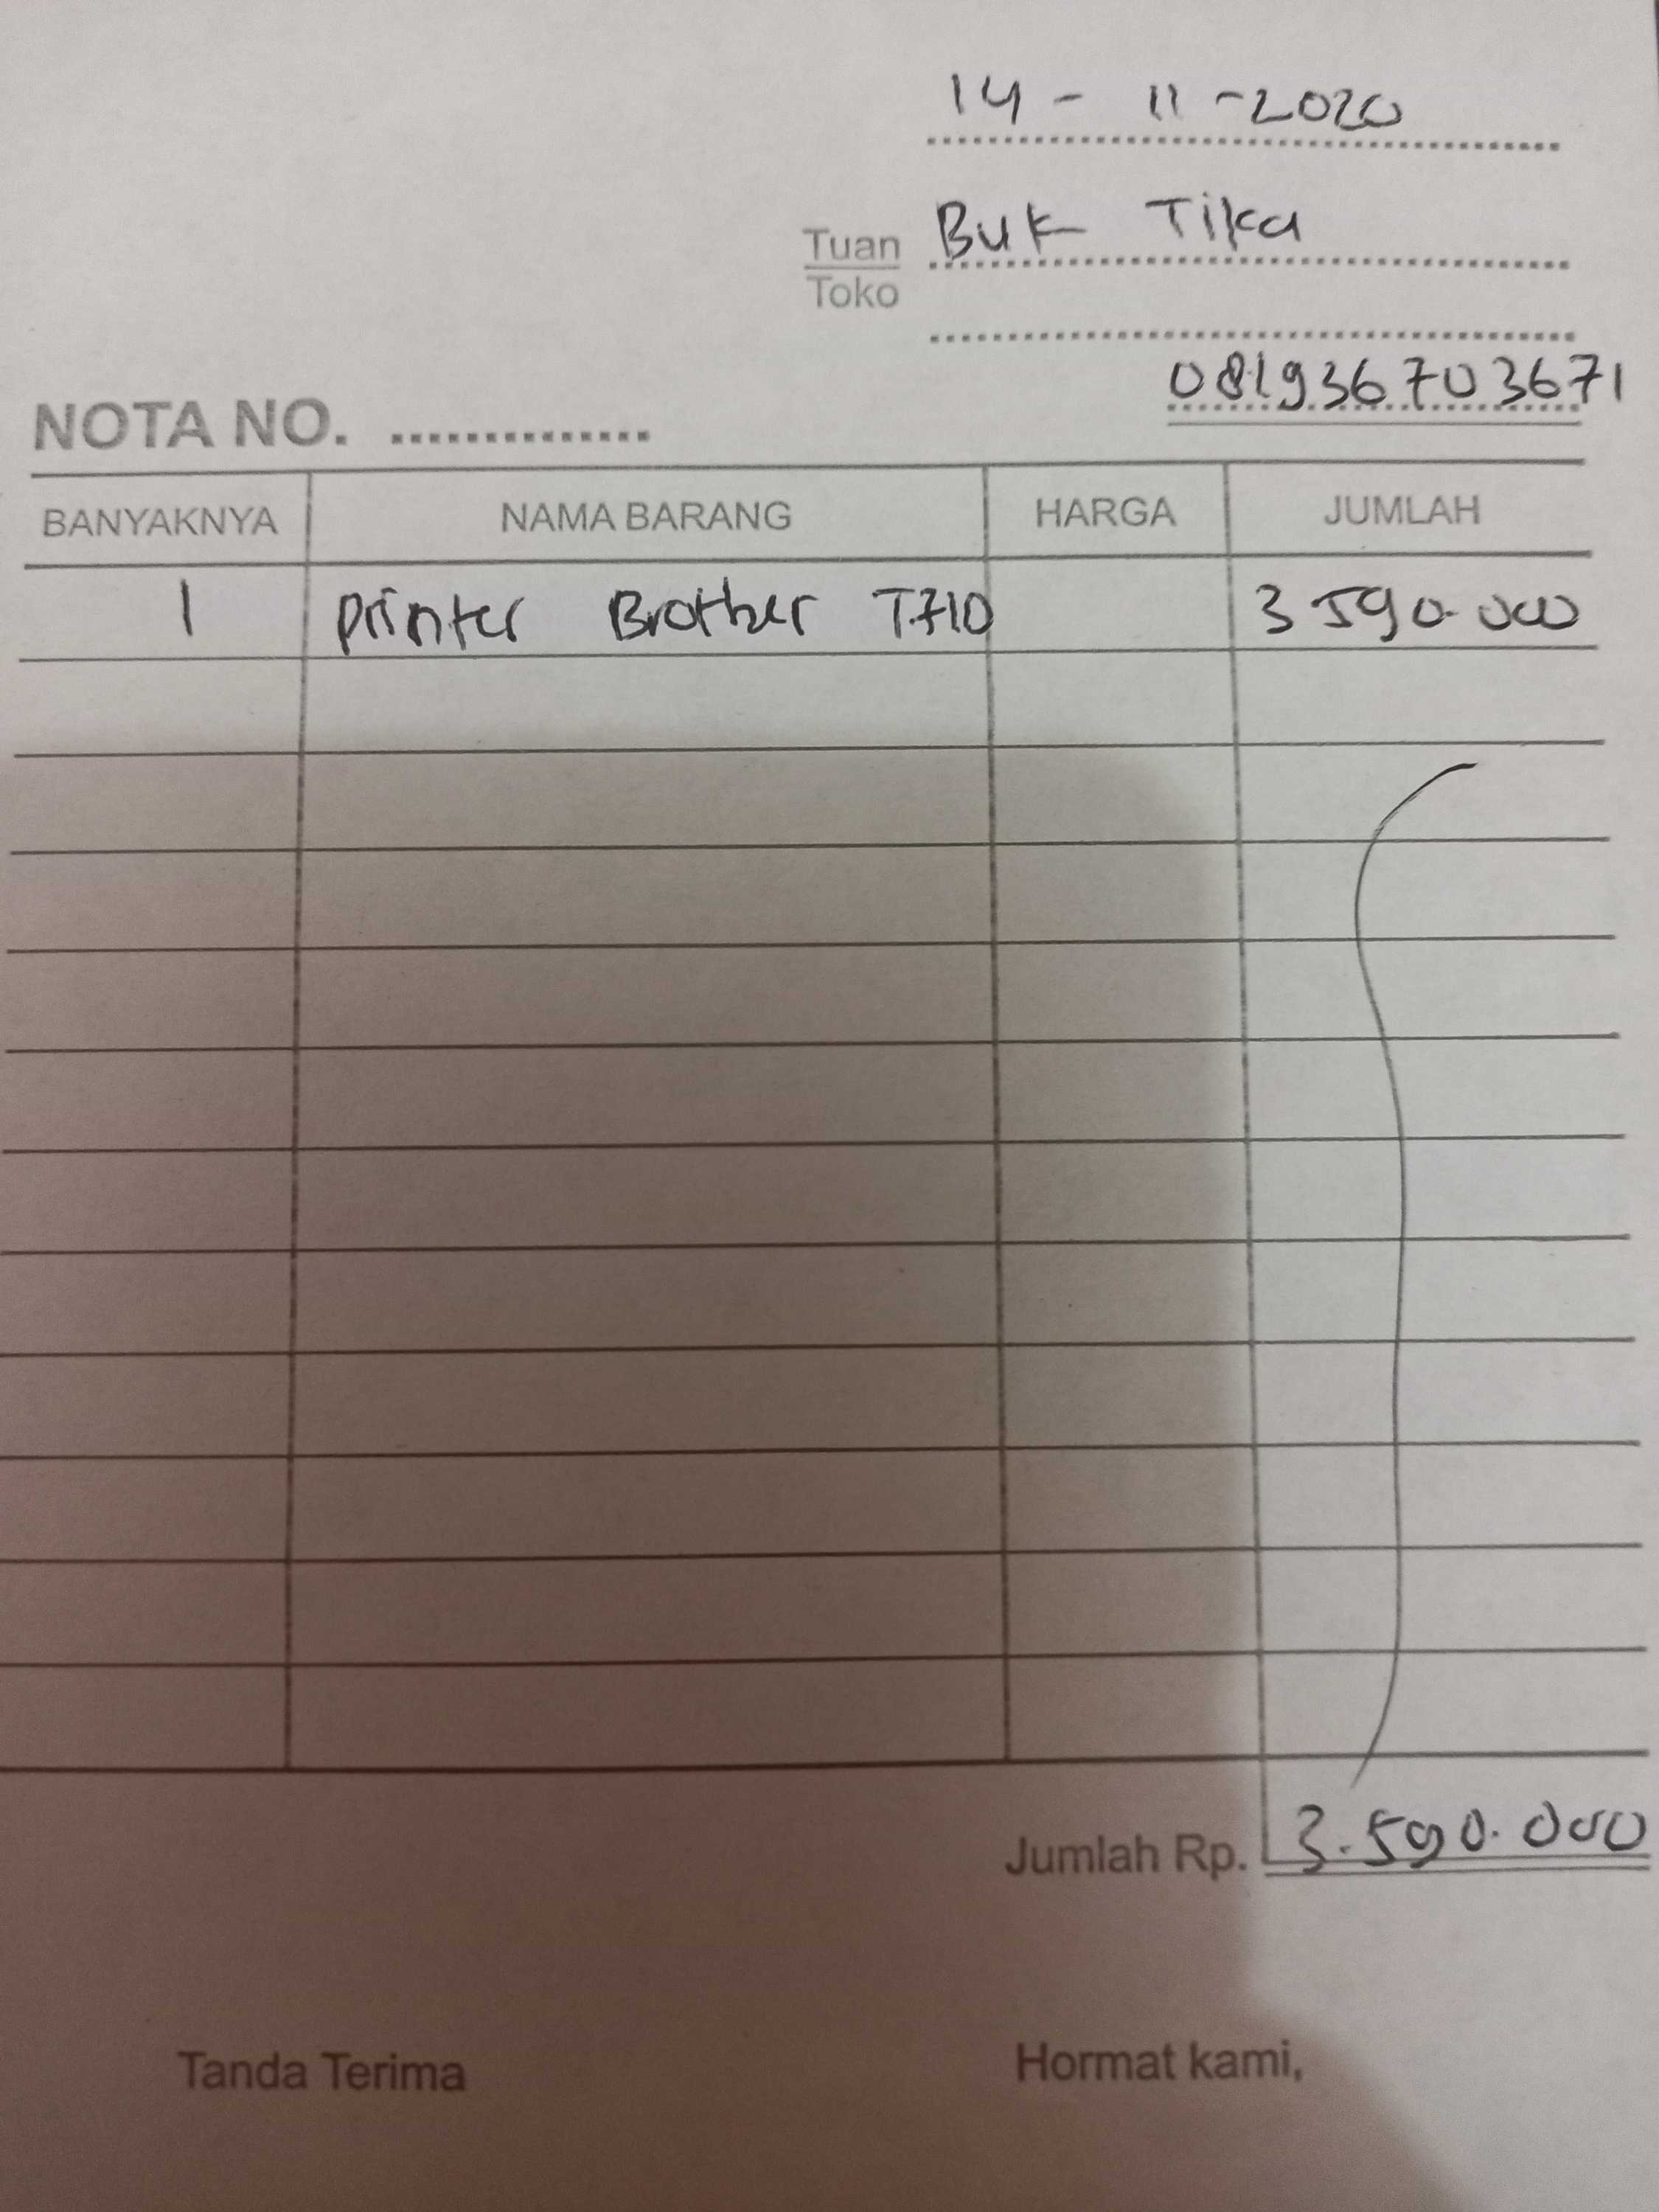 14 - 11 - 2020
Tuan Buk Tika
Toko
081936703671
NOTA NO. ..............
BANYAKNYA NAMA BARANG HARGA JUMLAH
1 Printer Brother T.710 3 590.000
Jumlah Rp. 3.590.000
Tanda Terima Hormat kami,